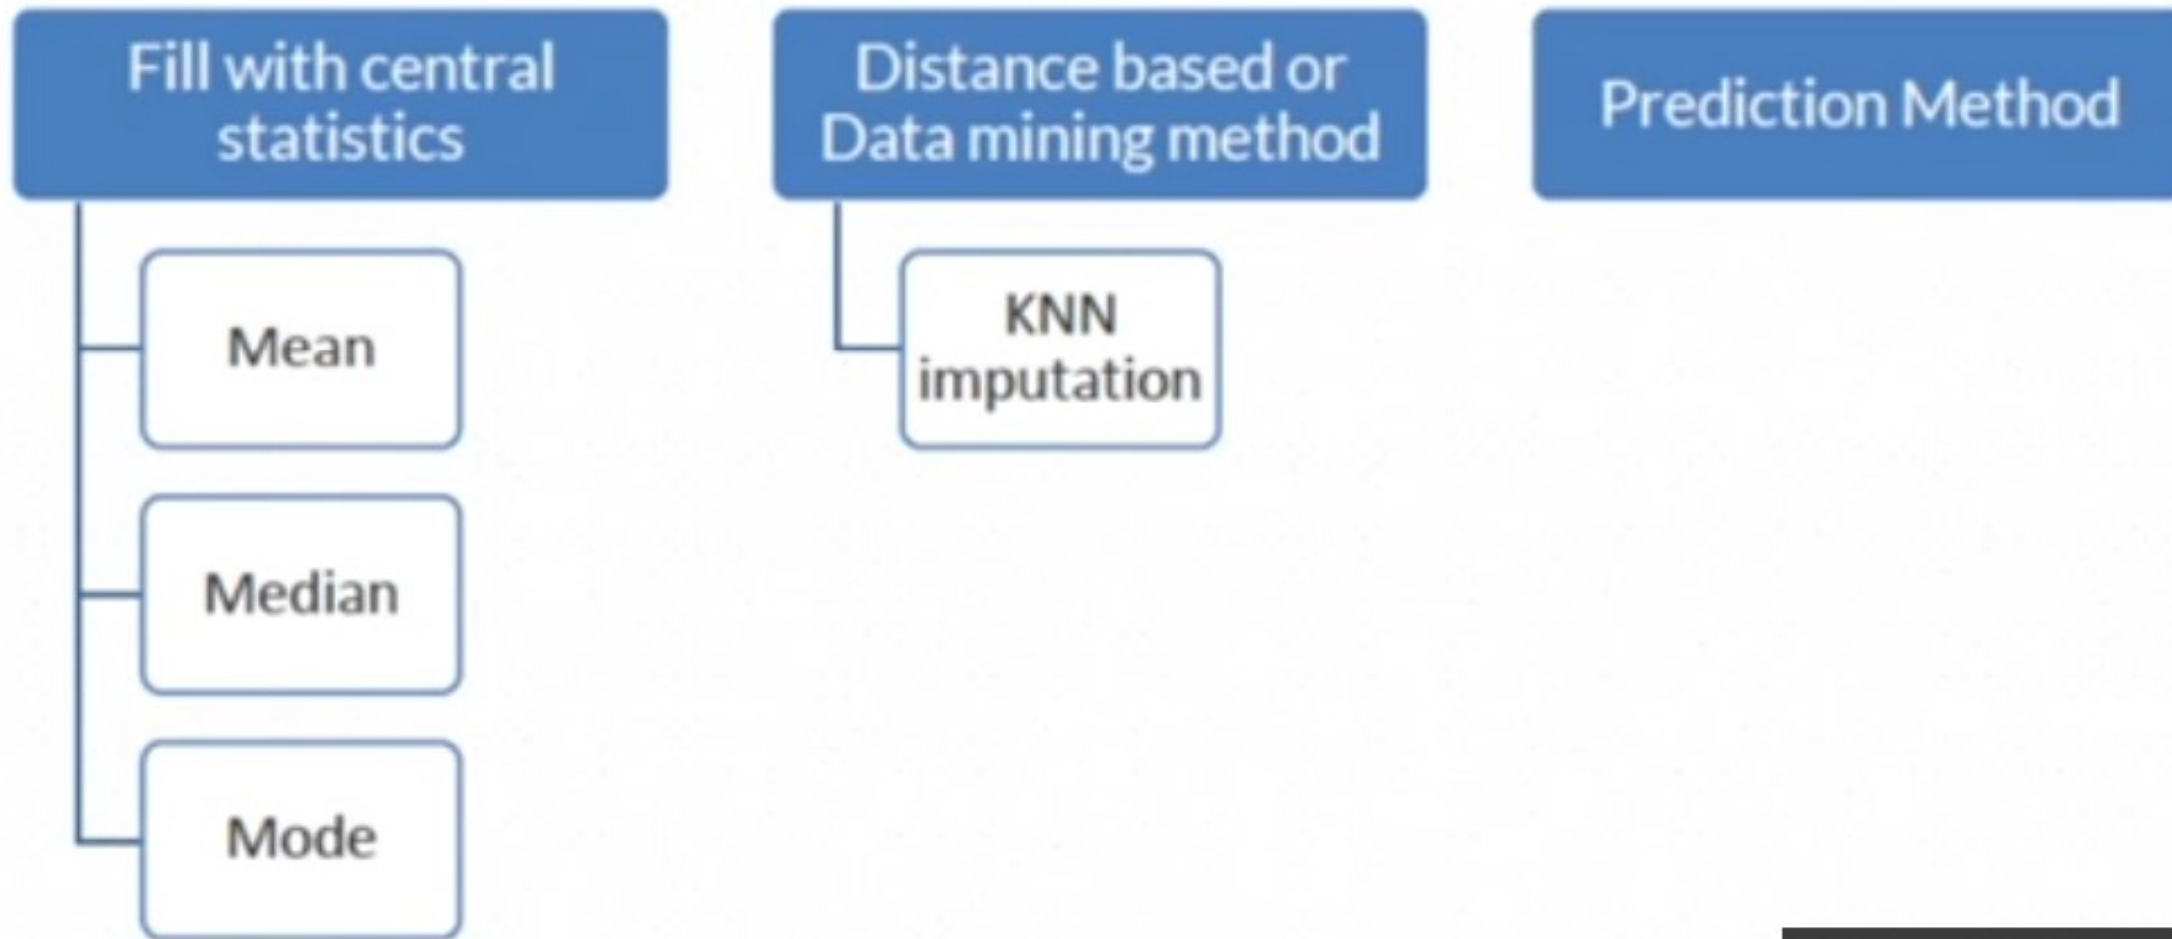 Fill with central
statistics
Mean
Median
Mode
Distance based or
Data mining method
KNN
imputation
Prediction Method